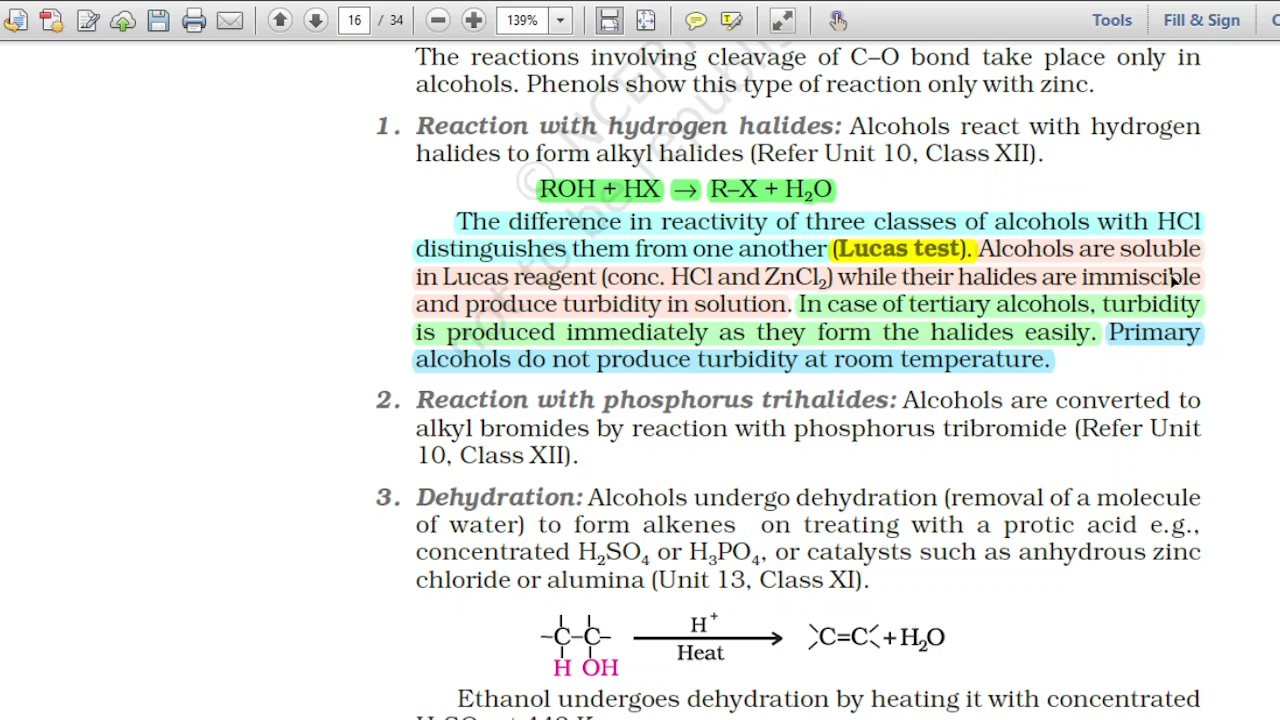 16 / 34 139% Tools Fill & Sign
The reactions involving cleavage of C–O bond take place only in
alcohols. Phenols show this type of reaction only with zinc.
1. Reaction with hydrogen halides: Alcohols react with hydrogen
halides to form alkyl halides (Refer Unit 10, Class XII).
ROH + HX → R–X + H₂O
The difference in reactivity of three classes of alcohols with HCl
distinguishes them from one another (Lucas test). Alcohols are soluble
in Lucas reagent (conc. HCl and ZnCl₂) while their halides are immiscible
and produce turbidity in solution. In case of tertiary alcohols, turbidity
is produced immediately as they form the halides easily. Primary
alcohols do not produce turbidity at room temperature.
2. Reaction with phosphorus trihalides: Alcohols are converted to
alkyl bromides by reaction with phosphorus tribromide (Refer Unit
10, Class XII).
3. Dehydration: Alcohols undergo dehydration (removal of a molecule
of water) to form alkenes on treating with a protic acid e.g.,
concentrated H₂SO₄ or H₃PO₄, or catalysts such as anhydrous zinc
chloride or alumina (Unit 13, Class XI).
–C–C– H⁺ C=C + H₂O
H OH Heat
Ethanol undergoes dehydration by heating it with concentrated